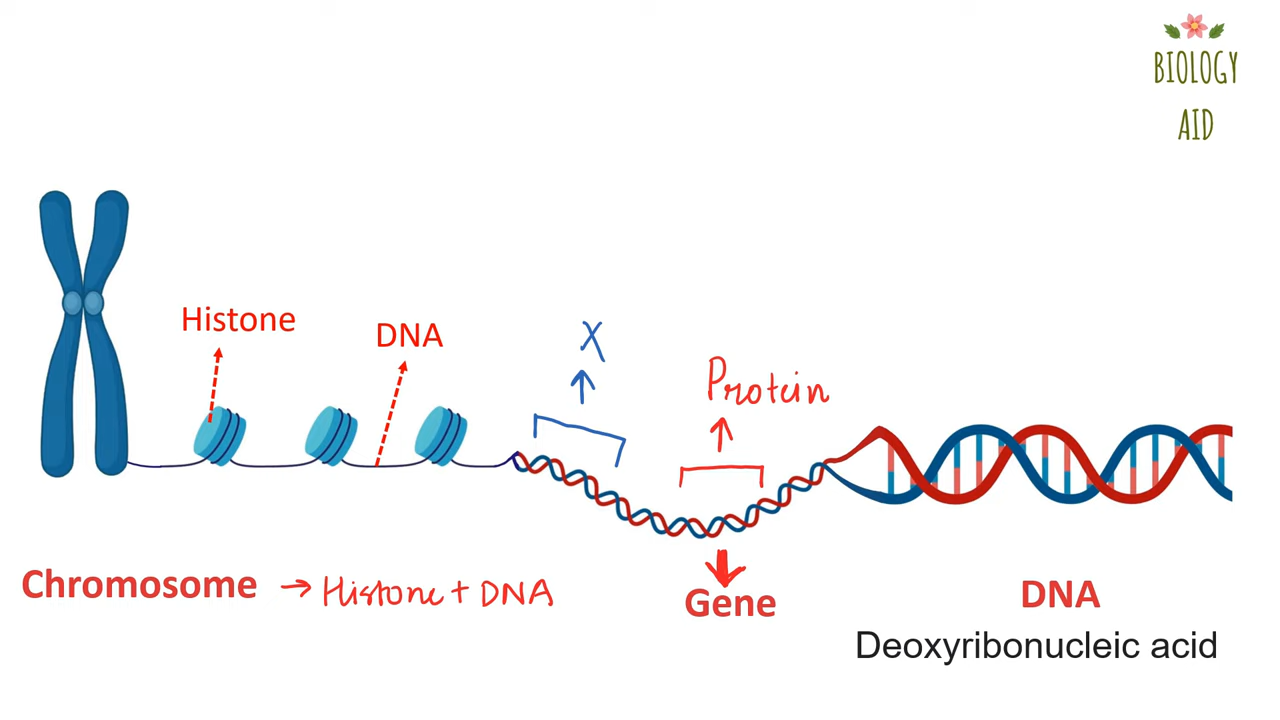 BIOLOGY
AID
Histone
DNA
X
Protein
Chromosome → Histone + DNA
Gene
DNA
Deoxyribonucleic acid